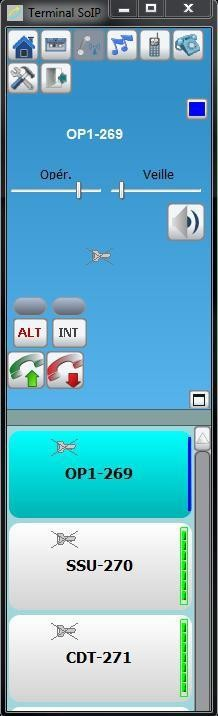 Terminal SoIP
OP1-269
Opér. Veille
ALT INT
OP1-269
SSU-270
CDT-271